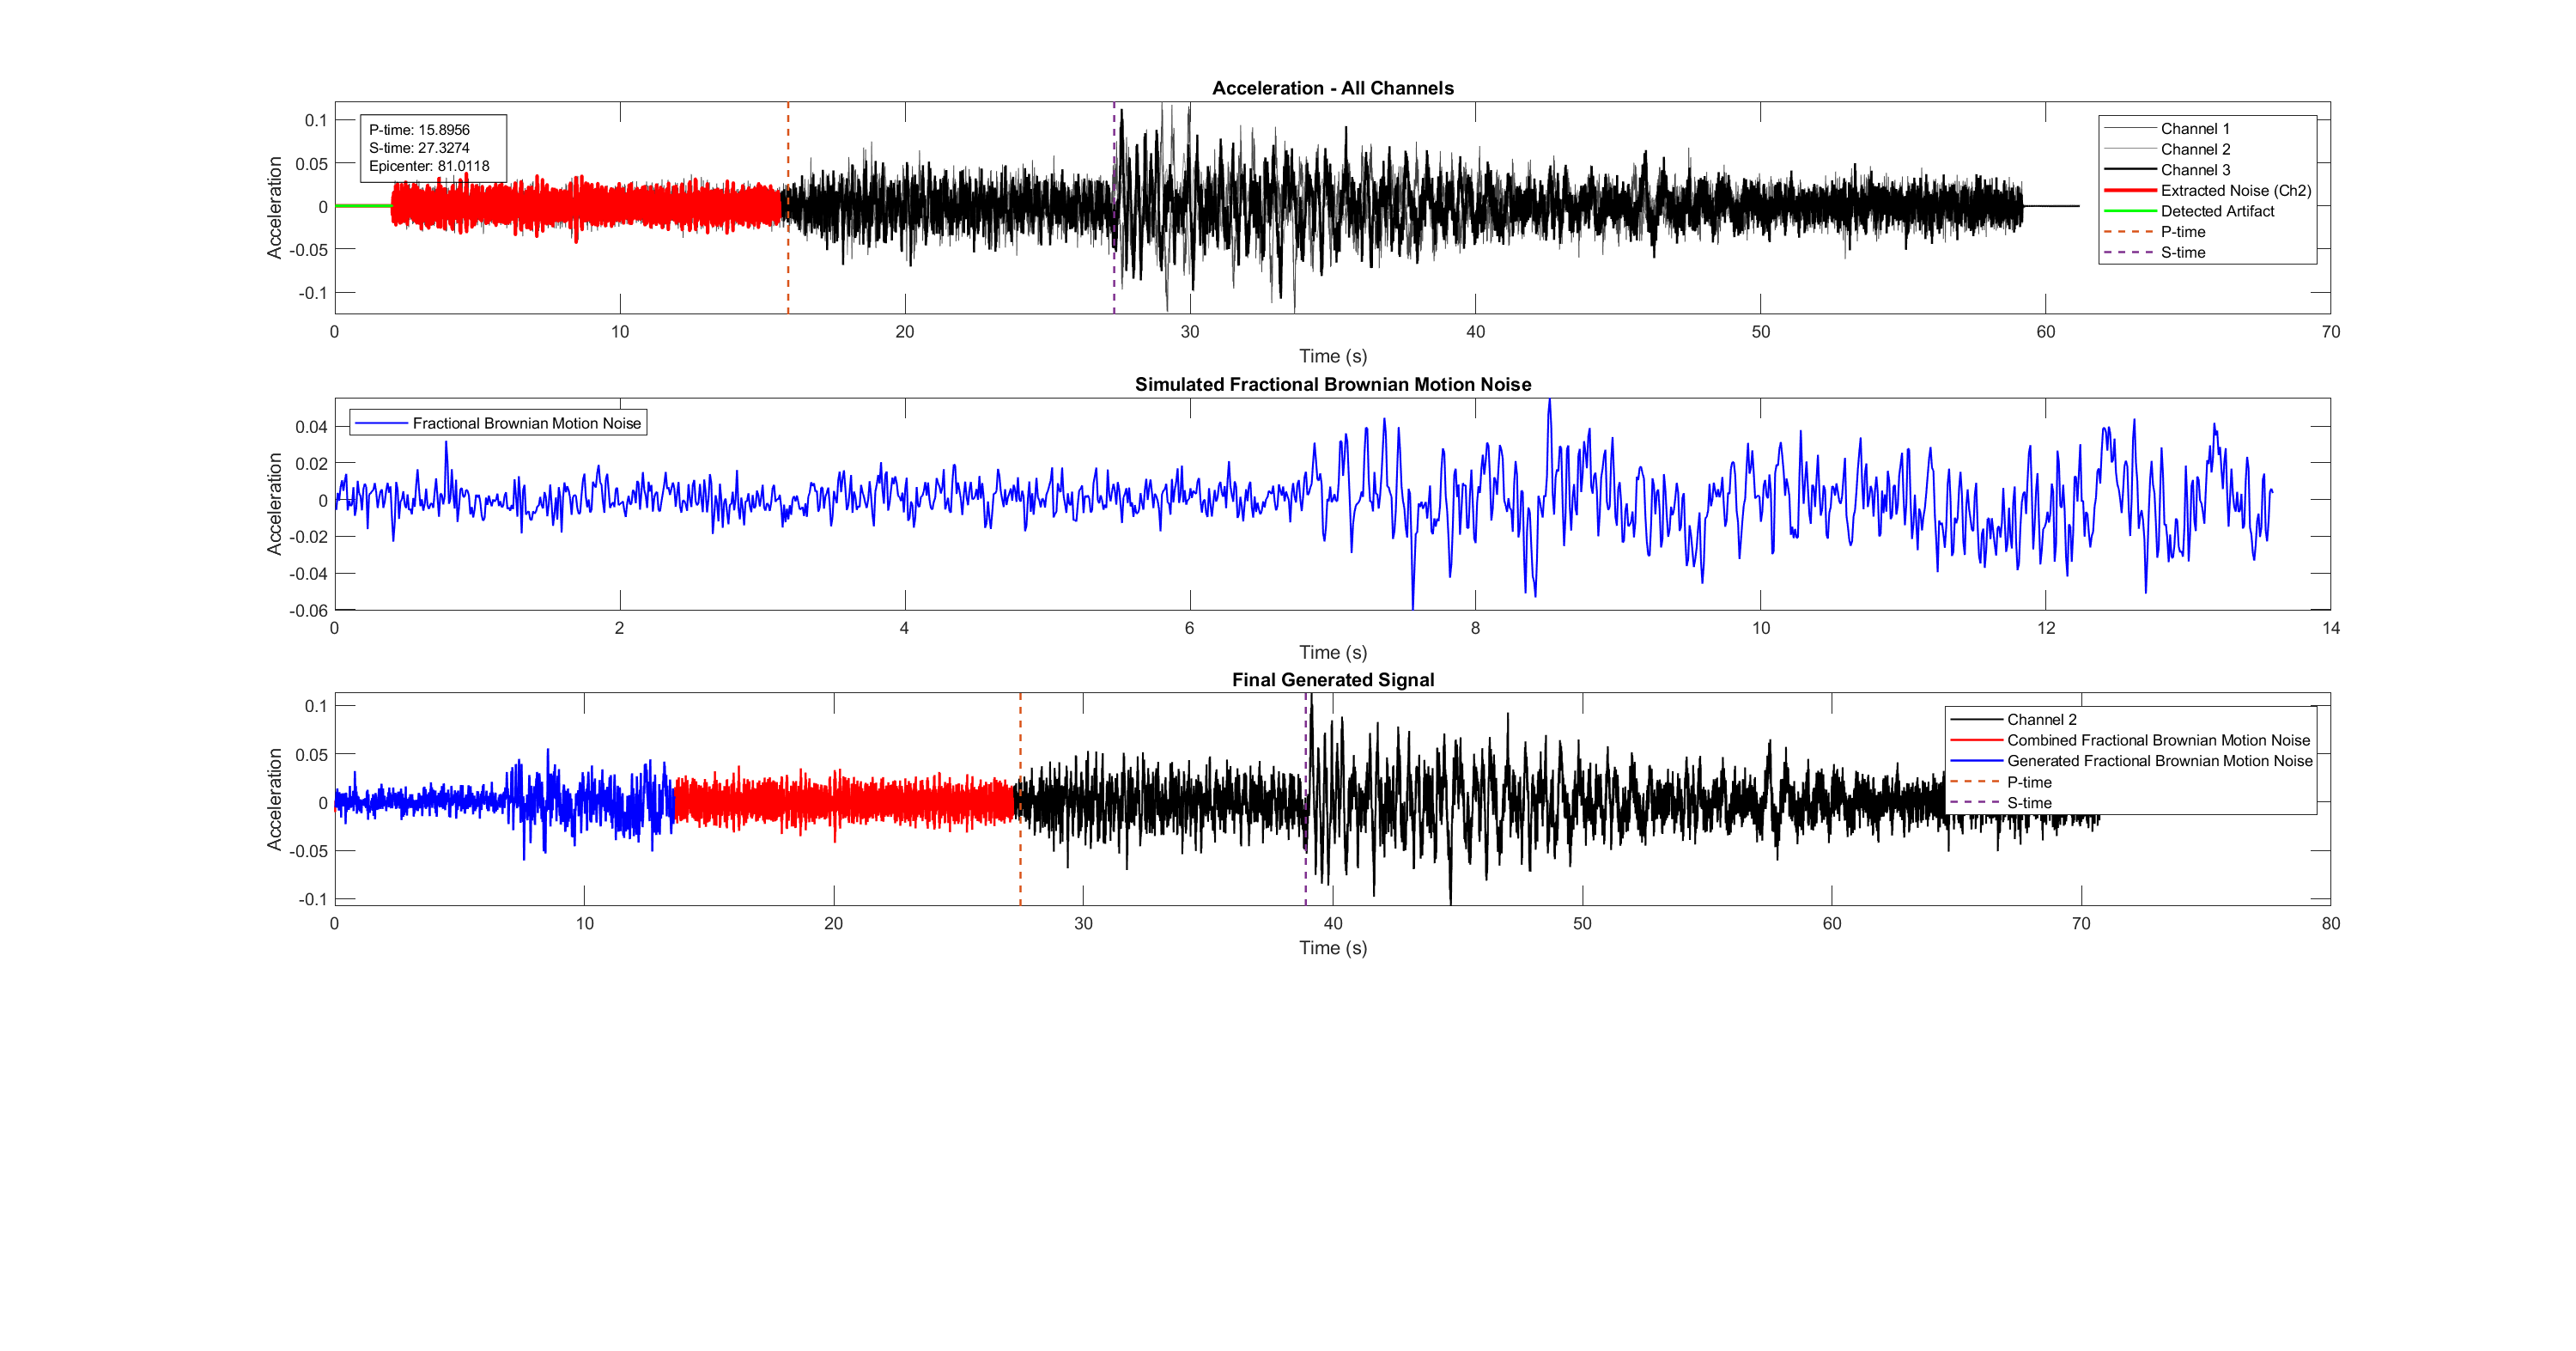 Acceleration - All Channels
P-time: 15.8956
S-time: 27.3274
Epicenter: 81.0118
Channel 1
Channel 2
Channel 3
Extracted Noise (Ch2)
Detected Artifact
P-time
S-time
Acceleration
0.1
0.05
0
-0.05
-0.1
0 10 20 30 40 50 60 70
Time (s)
Simulated Fractional Brownian Motion Noise
Fractional Brownian Motion Noise
Acceleration
0.04
0.02
0
-0.02
-0.04
-0.06
0 2 4 6 8 10 12 14
Time (s)
Final Generated Signal
Channel 2
Combined Fractional Brownian Motion Noise
Generated Fractional Brownian Motion Noise
P-time
S-time
Acceleration
0.1
0.05
0
-0.05
-0.1
0 10 20 30 40 50 60 70 80
Time (s)